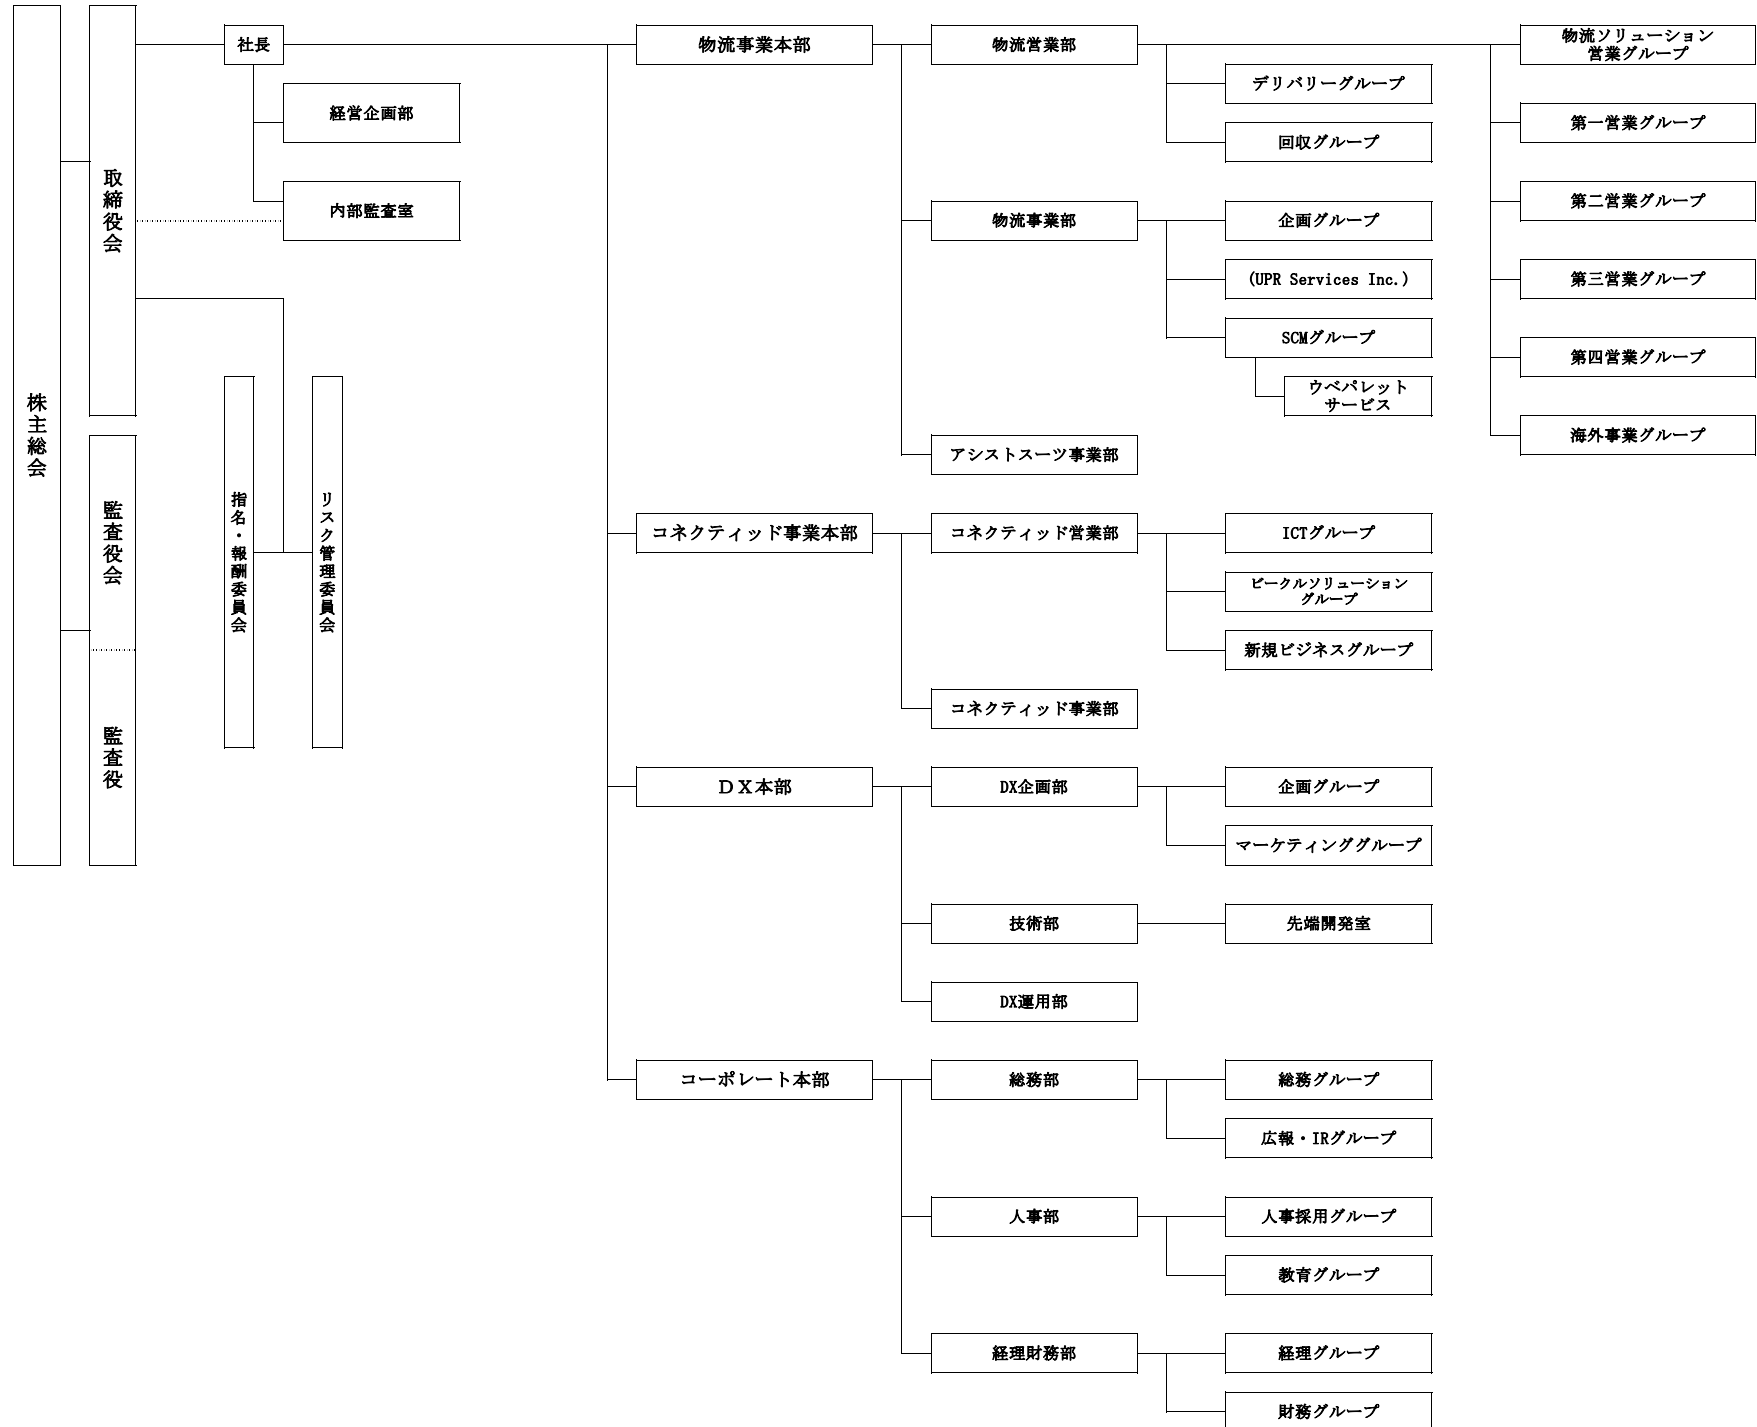 株主総会
取締役会
監査役会
監査役
社長
経営企画部
内部監査室
指名・報酬委員会
リスク管理委員会
物流事業本部
物流営業部
デリバリーグループ
回収グループ
物流ソリューション
営業グループ
第一営業グループ
第二営業グループ
第三営業グループ
第四営業グループ
海外事業グループ
物流事業部
企画グループ
(UPR Services Inc.)
SCMグループ
ウベパレット
サービス
アシストスーツ事業部
コネクティッド事業本部
コネクティッド営業部
ICTグループ
ビークルソリューション
グループ
新規ビジネスグループ
コネクティッド事業部
ＤＸ本部
DX企画部
企画グループ
マーケティンググループ
技術部
先端開発室
DX運用部
コーポレート本部
総務部
総務グループ
広報・IRグループ
人事部
人事採用グループ
教育グループ
経理財務部
経理グループ
財務グループ